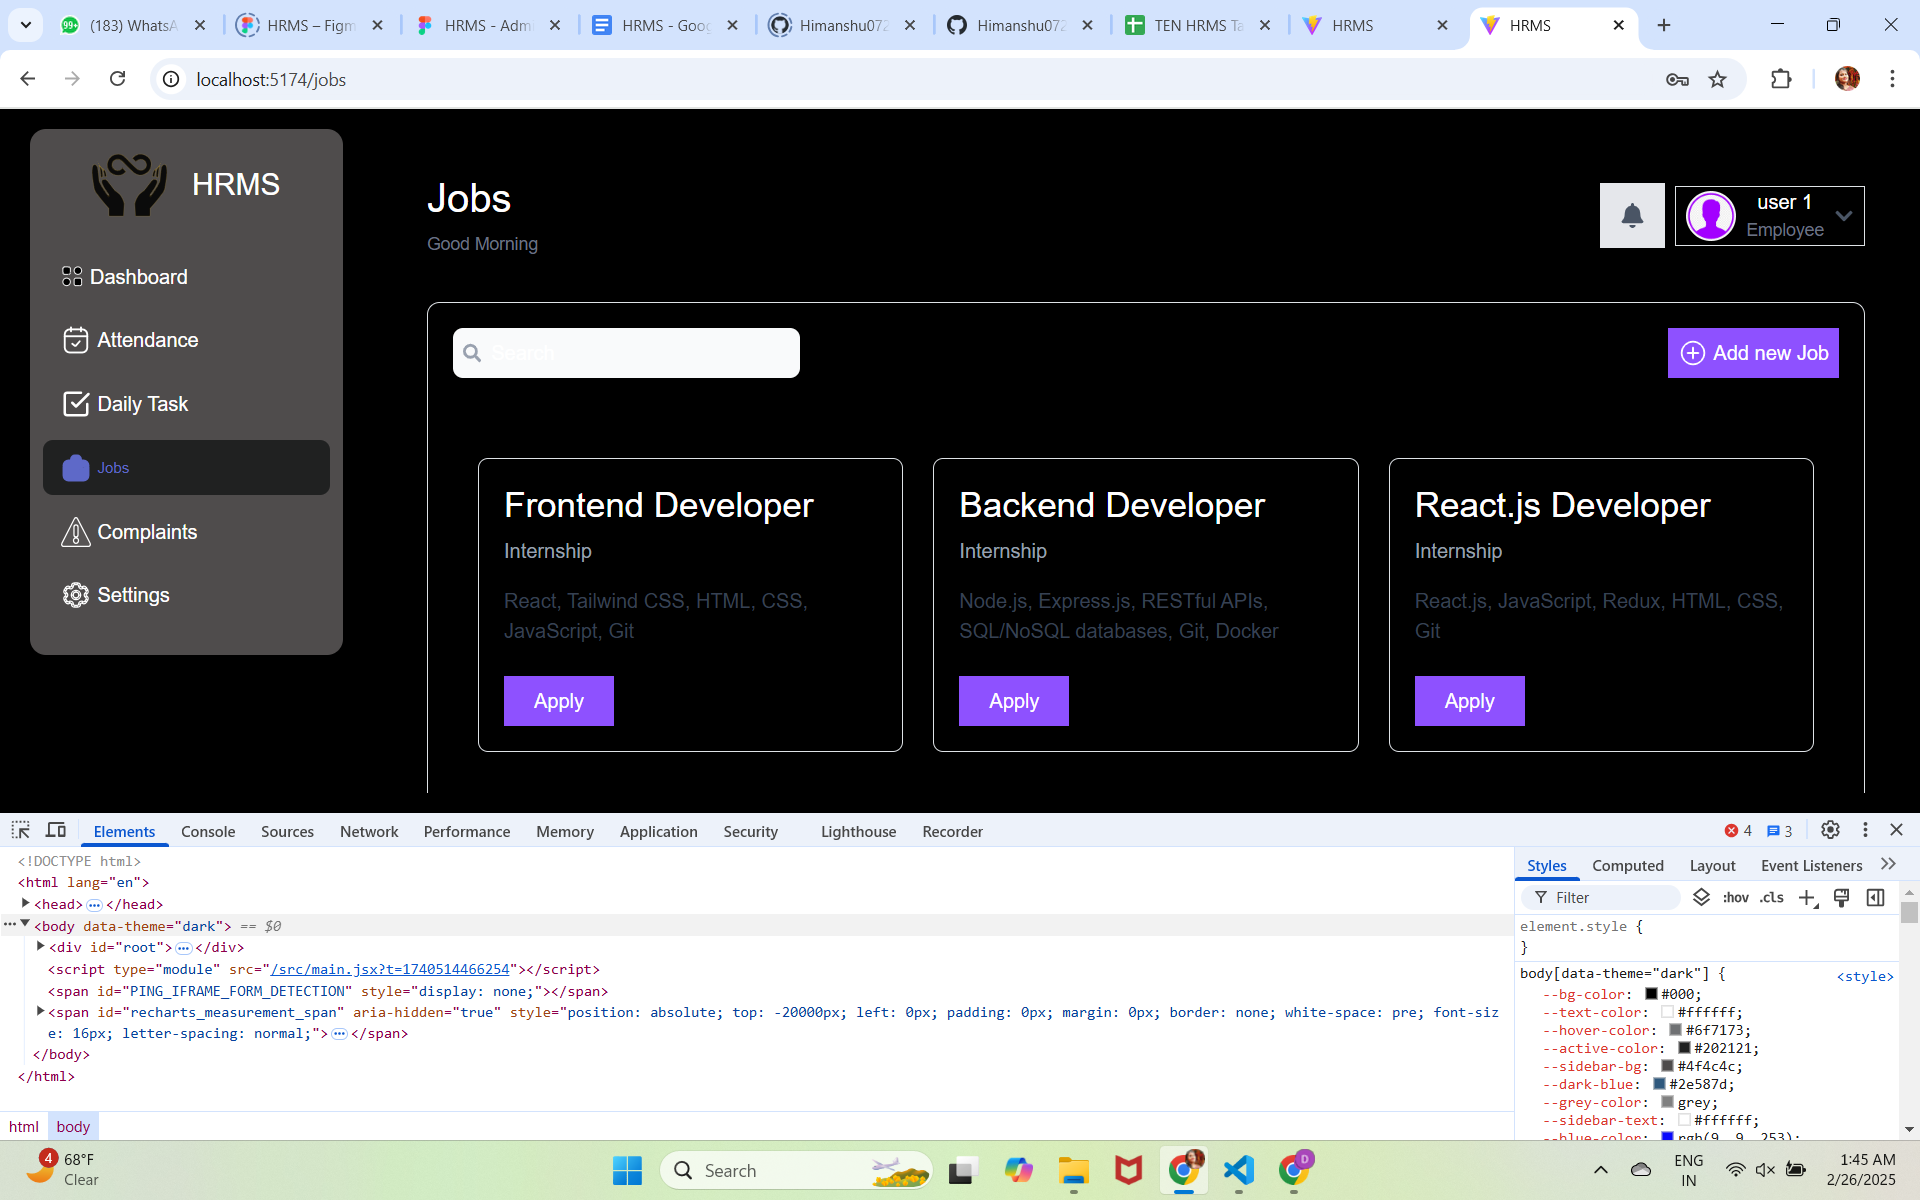 99+ (183) WhatsA
HRMS – Figm
HRMS - Adm
HRMS - Goog
Himanshu072
Himanshu072
TEN HRMS Ta
HRMS
HRMS
localhost:5174/jobs
HRMS
Dashboard
Attendance
Daily Task
Jobs
Complaints
Settings
Jobs
Good Morning
user 1
Employee
Search
Add new Job
Frontend Developer
Internship
React, Tailwind CSS, HTML, CSS,
JavaScript, Git
Apply
Backend Developer
Internship
Node.js, Express.js, RESTful APIs,
SQL/NoSQL databases, Git, Docker
Apply
React.js Developer
Internship
React.js, JavaScript, Redux, HTML, CSS,
Git
Apply
Elements Console Sources Network Performance Memory Application Security Lighthouse Recorder
4 3
<!DOCTYPE html>
<html lang="en">
<head>…</head>
<body data-theme="dark"> == $0
<div id="root">…</div>
<script type="module" src="/src/main.jsx?t=1740514466254"></script>
<span id="PING_IFRAME_FORM_DETECTION" style="display: none;"></span>
<span id="recharts_measurement_span" aria-hidden="true" style="position: absolute; top: -20000px; left: 0px; padding: 0px; margin: 0px; border: none; white-space: pre; font-siz
e: 16px; letter-spacing: normal;">…</span>
</body>
</html>
html body
Styles Computed Layout Event Listeners
Filter :hov .cls
element.style {
}
body[data-theme="dark"] { <style>
--bg-color: #000;
--text-color: #ffffff;
--hover-color: #6f7173;
--active-color: #202121;
--sidebar-bg: #4f4c4c;
--dark-blue: #2e587d;
--grey-color: grey;
--sidebar-text: #ffffff;
--blue-color: rgb(9, 9, 253);
4
68°F
Clear
Search
D
ENG
IN
1:45 AM
2/26/2025